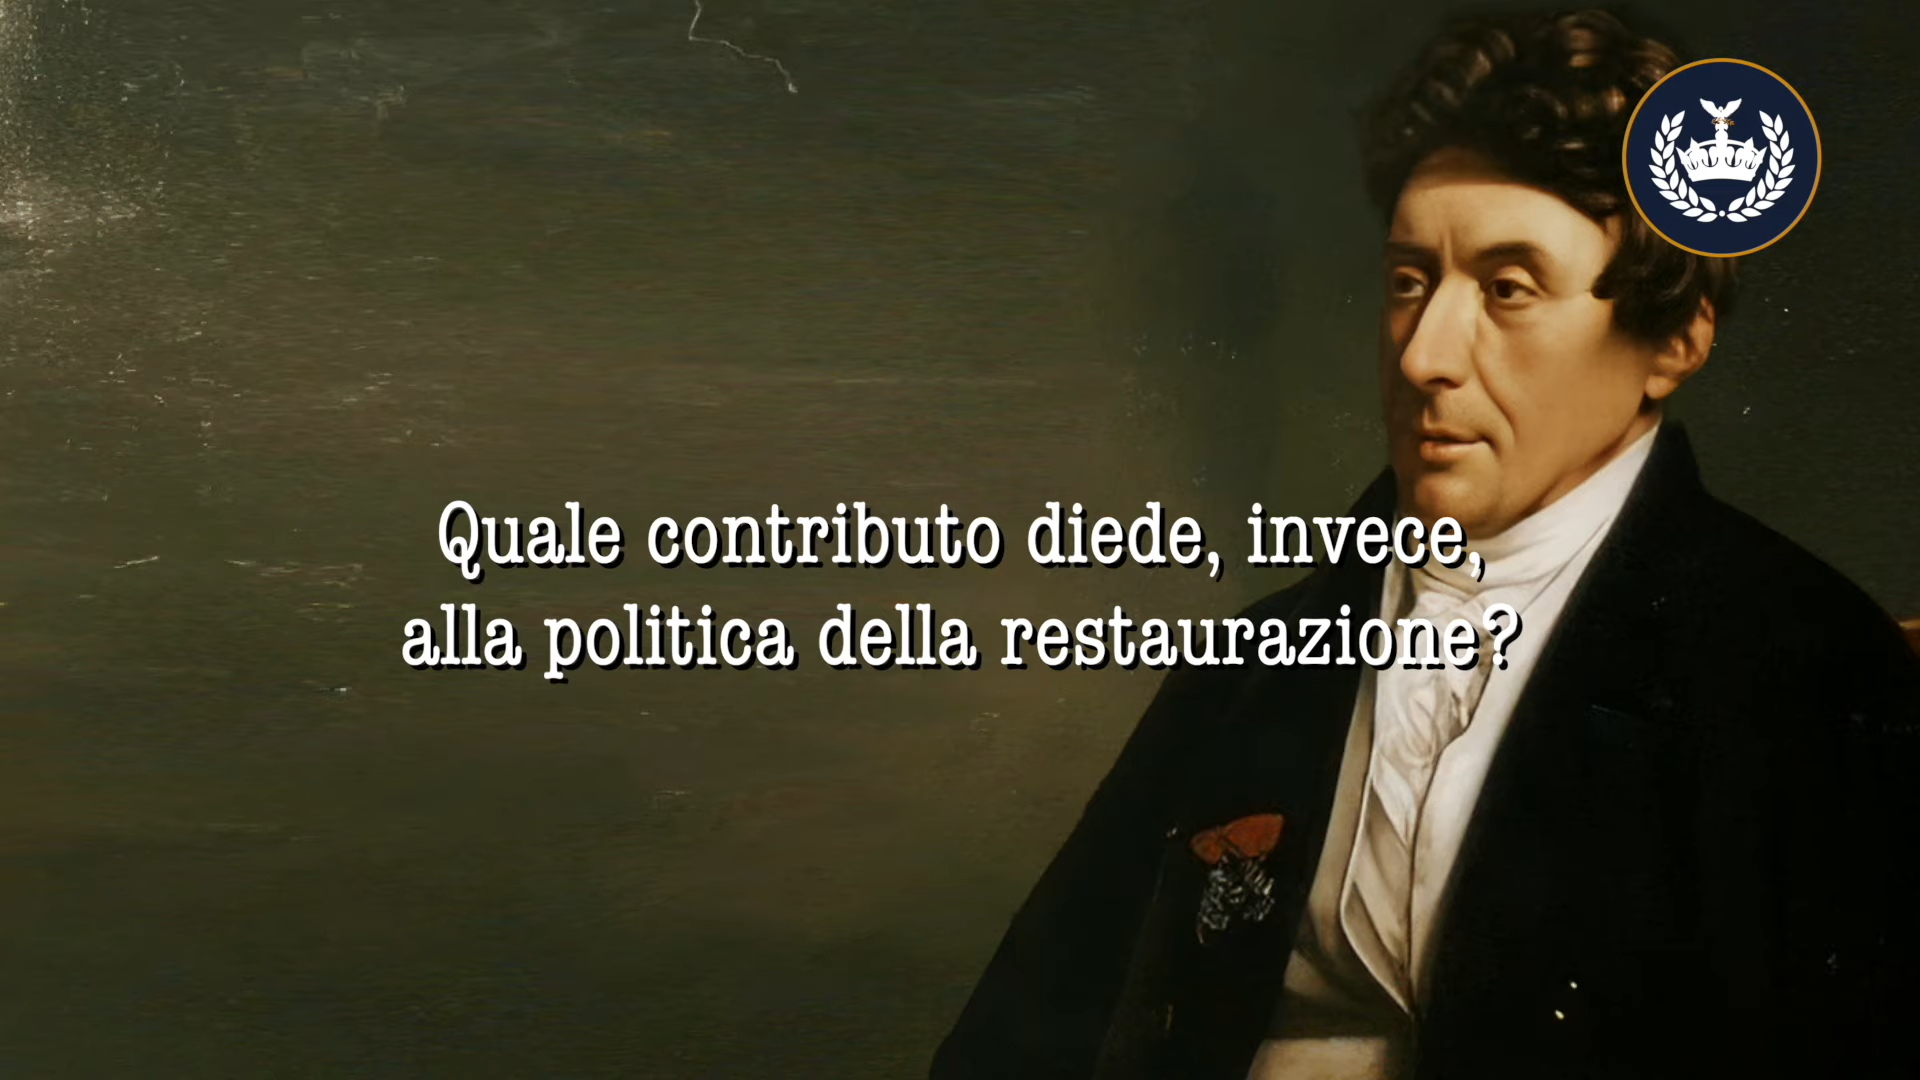 Quale contributo diede, invece,
alla politica della restaurazione?